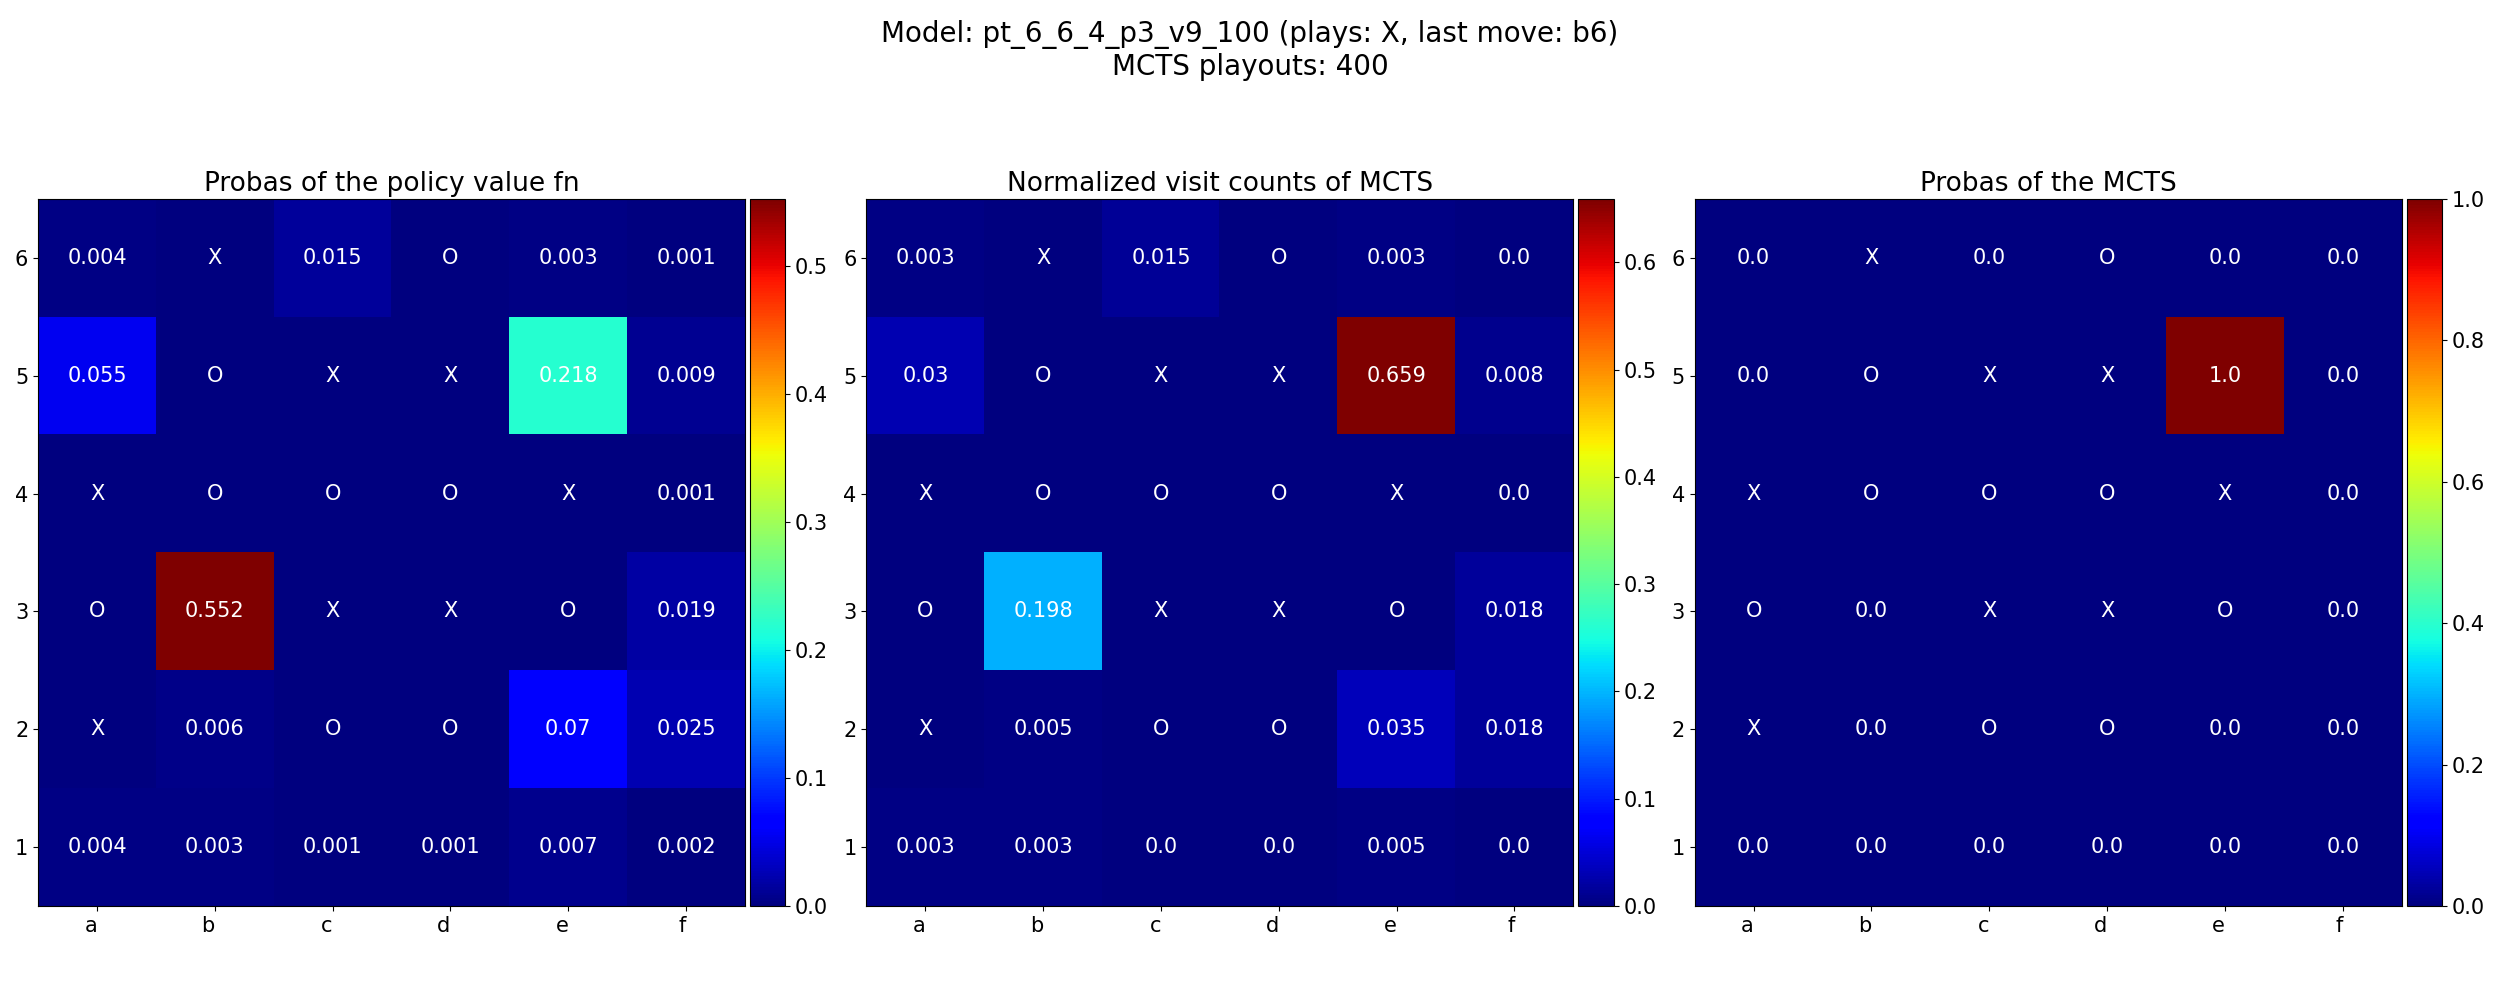 Model: pt_6_6_4_p3_v9_100 (plays: X, last move: b6)
MCTS playouts: 400
Probas of the policy value fn
6 0.004 X 0.015 O 0.003 0.001
5 0.055 O X X 0.218 0.009
4 X O O O X 0.001
3 O 0.552 X X O 0.019
2 X 0.006 O O 0.07 0.025
1 0.004 0.003 0.001 0.001 0.007 0.002
a b c d e f
0.5
0.4
0.3
0.2
0.1
0.0
Normalized visit counts of MCTS
6 0.003 X 0.015 O 0.003 0.0
5 0.03 O X X 0.659 0.008
4 X O O O X 0.0
3 O 0.198 X X O 0.018
2 X 0.005 O O 0.035 0.018
1 0.003 0.003 0.0 0.0 0.005 0.0
a b c d e f
0.6
0.5
0.4
0.3
0.2
0.1
0.0
Probas of the MCTS
6 0.0 X 0.0 O 0.0 0.0
5 0.0 O X X 1.0 0.0
4 X O O O X 0.0
3 O 0.0 X X O 0.0
2 X 0.0 O O 0.0 0.0
1 0.0 0.0 0.0 0.0 0.0 0.0
a b c d e f
1.0
0.8
0.6
0.4
0.2
0.0